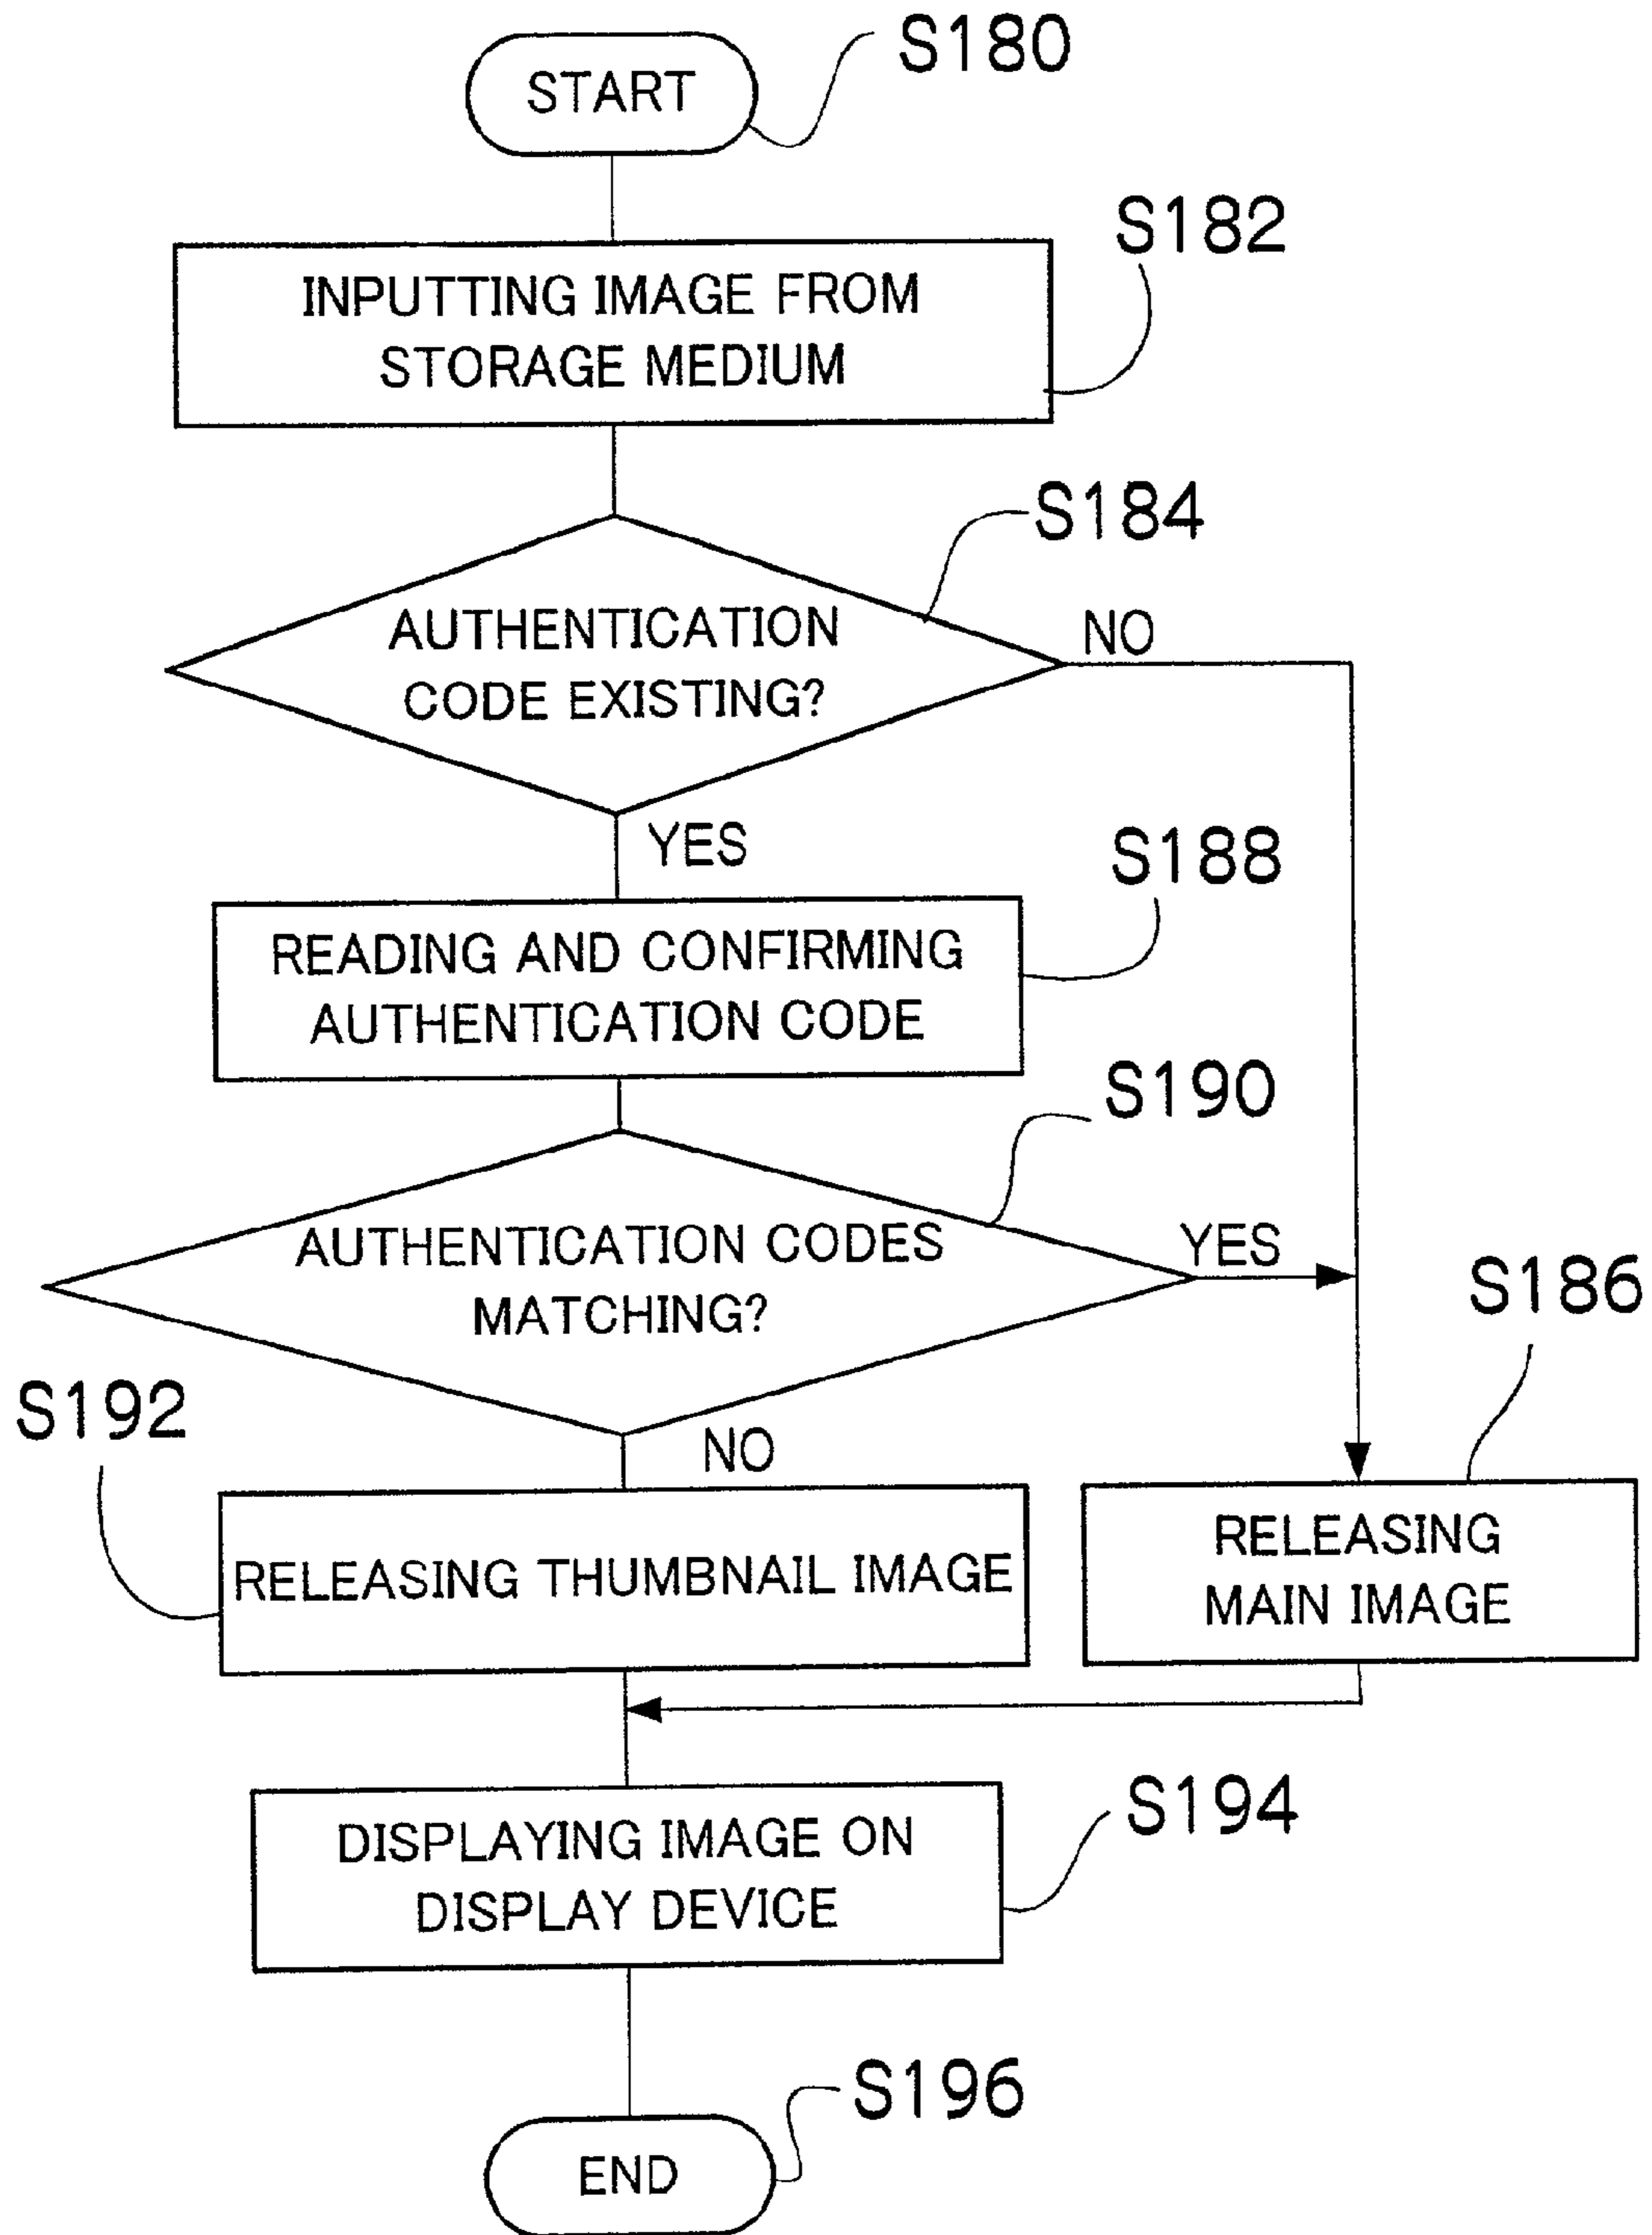 START
S180
INPUTTING IMAGE FROM
STORAGE MEDIUM
S182
AUTHENTICATION
CODE EXISTING?
S184
NO
YES
READING AND CONFIRMING
AUTHENTICATION CODE
S188
AUTHENTICATION CODES
MATCHING?
S190
YES
S186
S192
NO
RELEASING THUMBNAIL IMAGE
RELEASING
MAIN IMAGE
DISPLAYING IMAGE ON
DISPLAY DEVICE
S194
END
S196